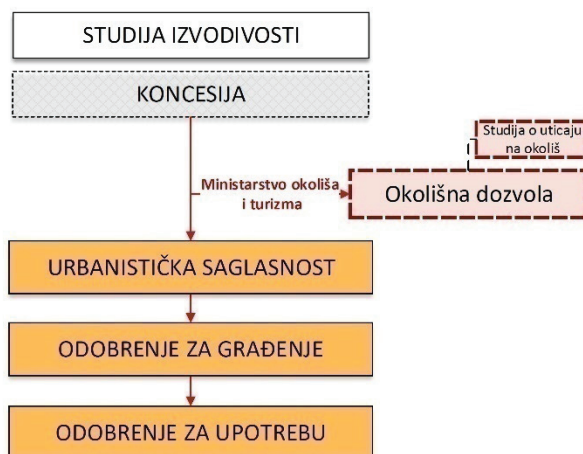 STUDIJA IZVODIVOSTI
KONCESIJA
Studija o uticaju
na okoliš
Ministarstvo okoliša
i turizma
Okolišna dozvola
URBANISTIČKA SAGLASNOST
ODOBRENJE ZA GRAĐENJE
ODOBRENJE ZA UPOTREBU